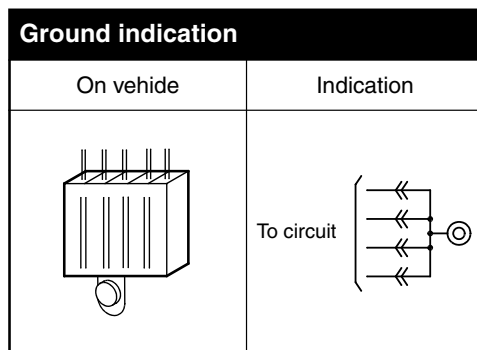 Ground indication
On vehide
Indication
To circuit